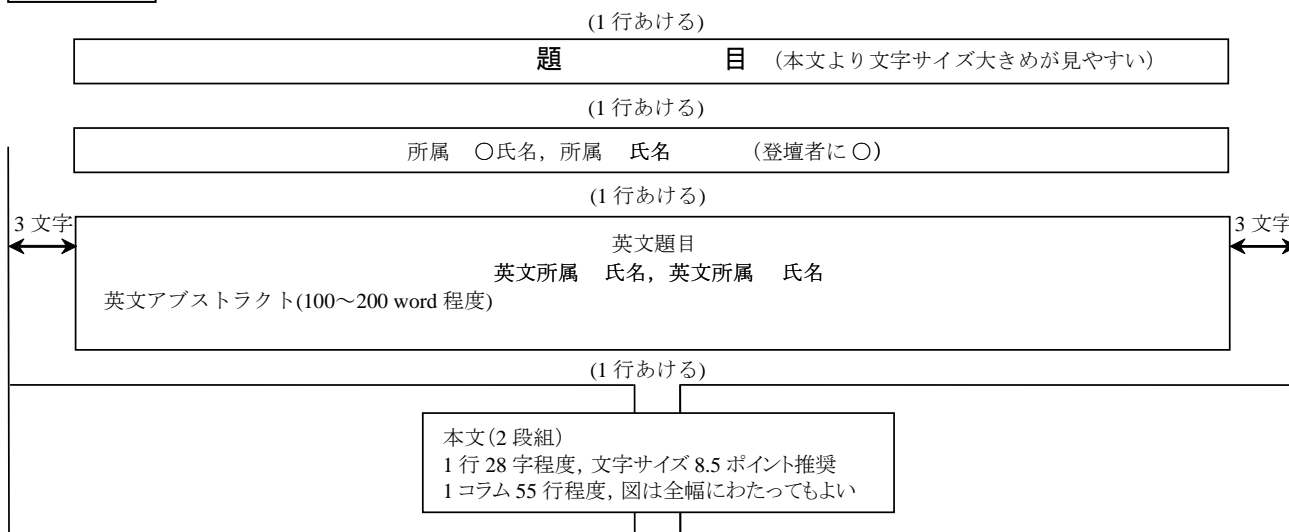 (1 行あける)
題　　　　　目　(本文より文字サイズ大きめが見やすい)
(1 行あける)
所属　○氏名, 所属　氏名　　(登壇者に○)
(1 行あける)
3 文字
3 文字
英文題目
英文所属　氏名, 英文所属　氏名
英文アブストラクト(100～200 word 程度)
(1 行あける)
本文(2 段組)
1 行 28 字程度, 文字サイズ 8.5 ポイント推奨
1 コラム 55 行程度, 図は全幅にわたってもよい